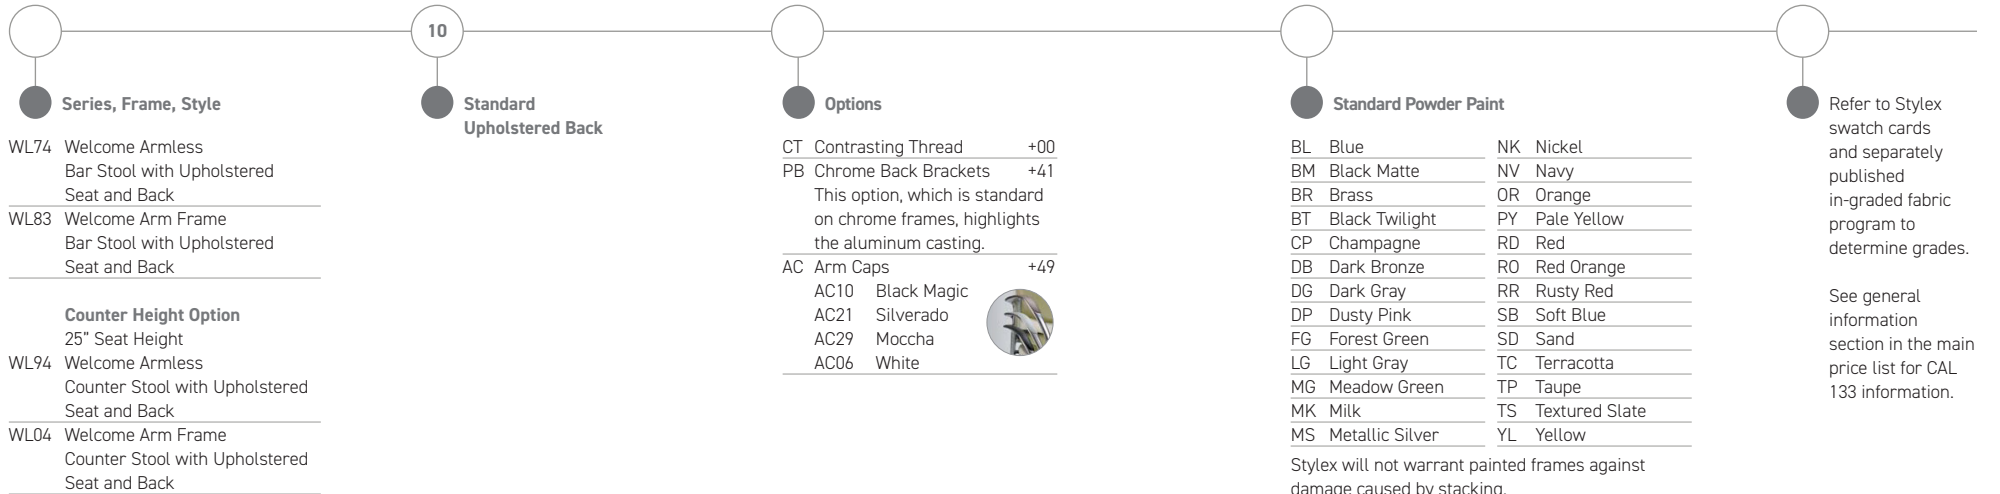 10
Series, Frame, Style
WL74 Welcome Armless
Bar Stool with Upholstered
Seat and Back
WL83 Welcome Arm Frame
Bar Stool with Upholstered
Seat and Back
Counter Height Option
25” Seat Height
WL94 Welcome Armless
Counter Stool with Upholstered
Seat and Back
WL04 Welcome Arm Frame
Counter Stool with Upholstered
Seat and Back
Standard
Upholstered Back
Options
CT Contrasting Thread +00
PB Chrome Back Brackets +41
This option, which is standard
on chrome frames, highlights
the aluminum casting.
AC Arm Caps +49
AC10 Black Magic
AC21 Silverado
AC29 Moccha
AC06 White
Standard Powder Paint
BL Blue
BM Black Matte
BR Brass
BT Black Twilight
CP Champagne
DB Dark Bronze
DG Dark Gray
DP Dusty Pink
FG Forest Green
LG Light Gray
MG Meadow Green
MK Milk
MS Metallic Silver
NK Nickel
NV Navy
OR Orange
PY Pale Yellow
RD Red
RO Red Orange
RR Rusty Red
SB Soft Blue
SD Sand
TC Terracotta
TP Taupe
TS Textured Slate
YL Yellow
Stylex will not warrant painted frames against
damage caused by stacking.
Refer to Stylex
swatch cards
and separately
published
in-graded fabric
program to
determine grades.
See general
information
section in the main
price list for CAL
133 information.